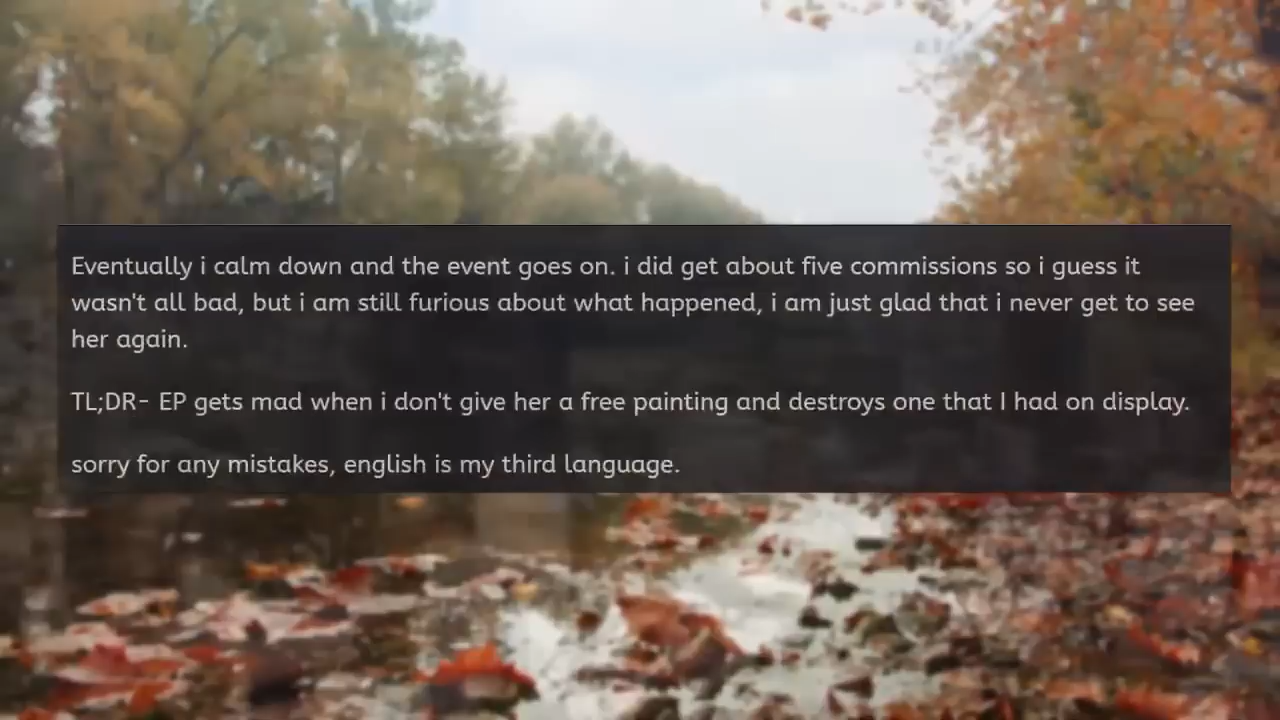 Eventually i calm down and the event goes on. i did get about five commissions so i guess it
wasn't all bad, but i am still furious about what happened, i am just glad that i never get to see
her again.
TL;DR- EP gets mad when i don't give her a free painting and destroys one that I had on display.
sorry for any mistakes, english is my third language.